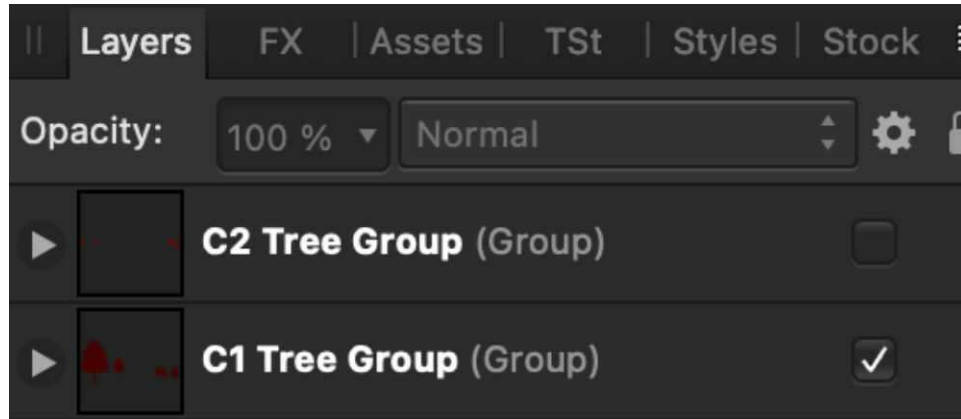 Layers FX Assets TSt Styles Stock
Opacity: 100 % Normal
C2 Tree Group (Group)
C1 Tree Group (Group)